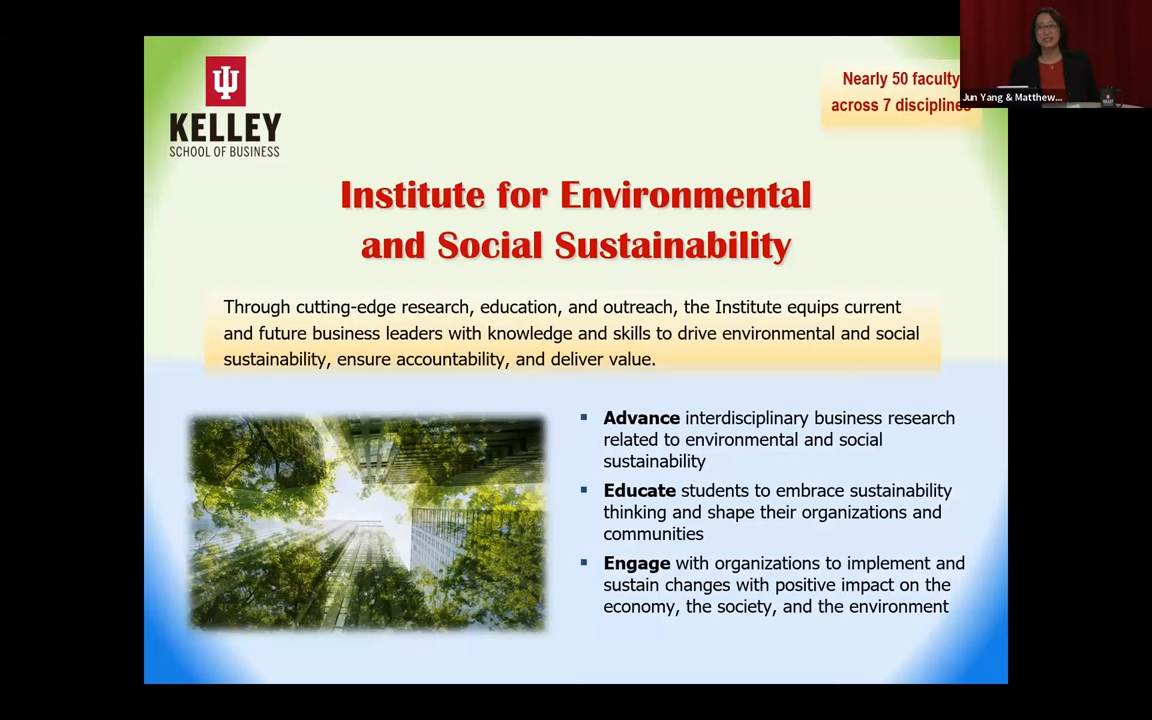 KELLEY
SCHOOL OF BUSINESS
Nearly 50 faculty
across 7 disciplines
Jun Yang & Matthew...
Institute for Environmental
and Social Sustainability
Through cutting-edge research, education, and outreach, the Institute equips current
and future business leaders with knowledge and skills to drive environmental and social
sustainability, ensure accountability, and deliver value.
▪ Advance interdisciplinary business research
related to environmental and social
sustainability
▪ Educate students to embrace sustainability
thinking and shape their organizations and
communities
▪ Engage with organizations to implement and
sustain changes with positive impact on the
economy, the society, and the environment